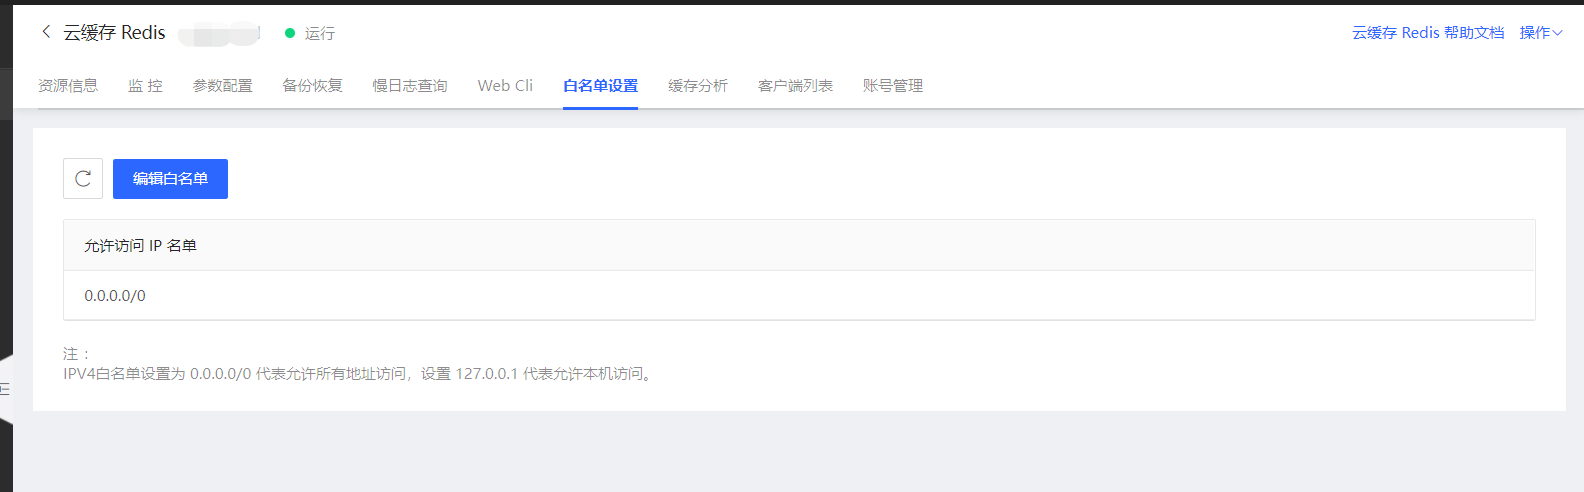 云缓存 Redis
运行
云缓存 Redis 帮助文档
操作
资源信息 监 控 参数配置 备份恢复 慢日志查询 Web Cli 白名单设置 缓存分析 客户端列表 账号管理
编辑白名单
允许访问 IP 名单
0.0.0.0/0
注：
IPV4白名单设置为 0.0.0.0/0 代表允许所有地址访问，设置 127.0.0.1 代表允许本机访问。